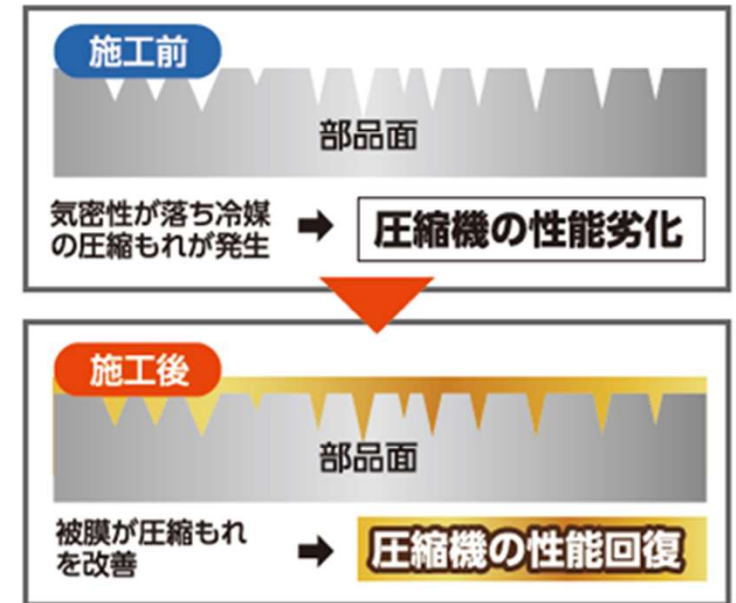 施工前
部品面
気密性が落ち冷媒
の圧縮もれが発生
圧縮機の性能劣化
施工後
部品面
被膜が圧縮もれ
を改善
圧縮機の性能回復